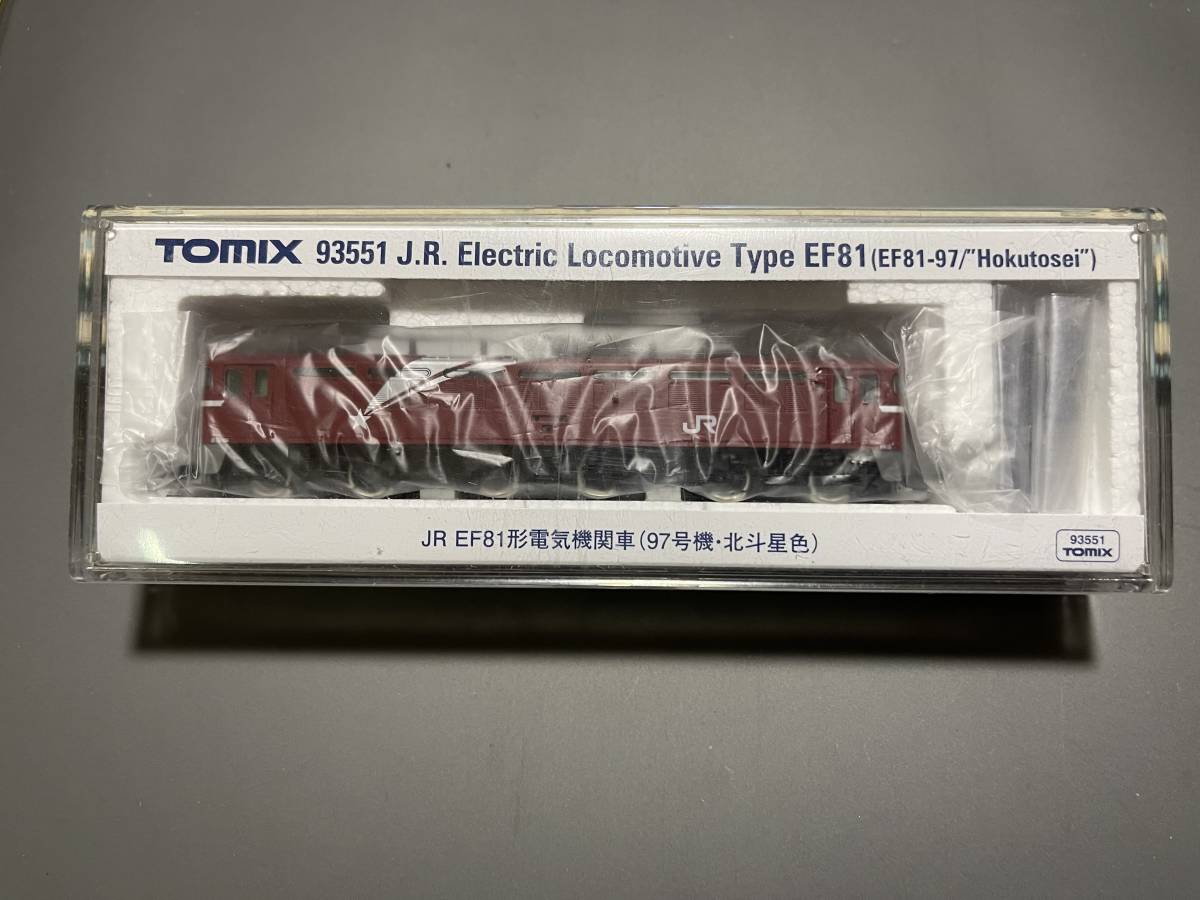 TOMIX 93551 J.R. Electric Locomotive Type EF81(EF81-97/"Hokutosei")
JR
JR EF81形電気機関車(97号機・北斗星色)
93551
TOMIX